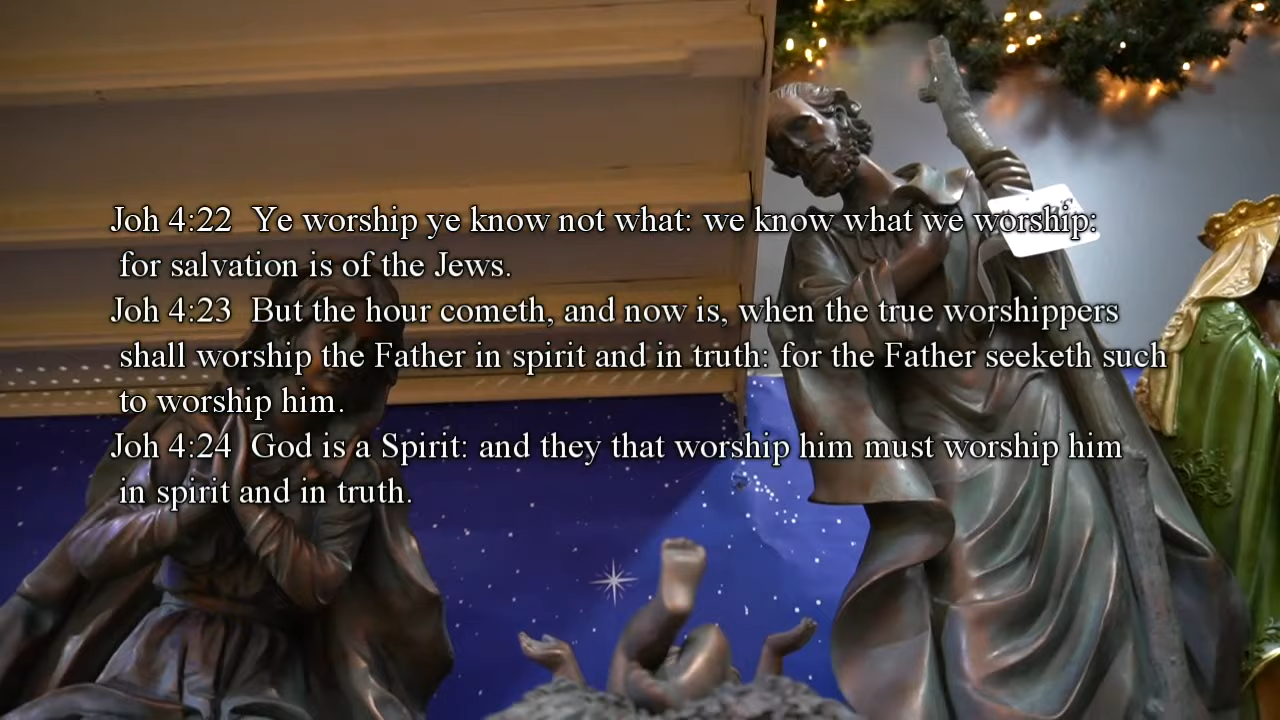 Joh 4:22  Ye worship ye know not what: we know what we worship:
for salvation is of the Jews.
Joh 4:23  But the hour cometh, and now is, when the true worshippers
shall worship the Father in spirit and in truth: for the Father seeketh such
to worship him.
Joh 4:24  God is a Spirit: and they that worship him must worship him
in spirit and in truth.